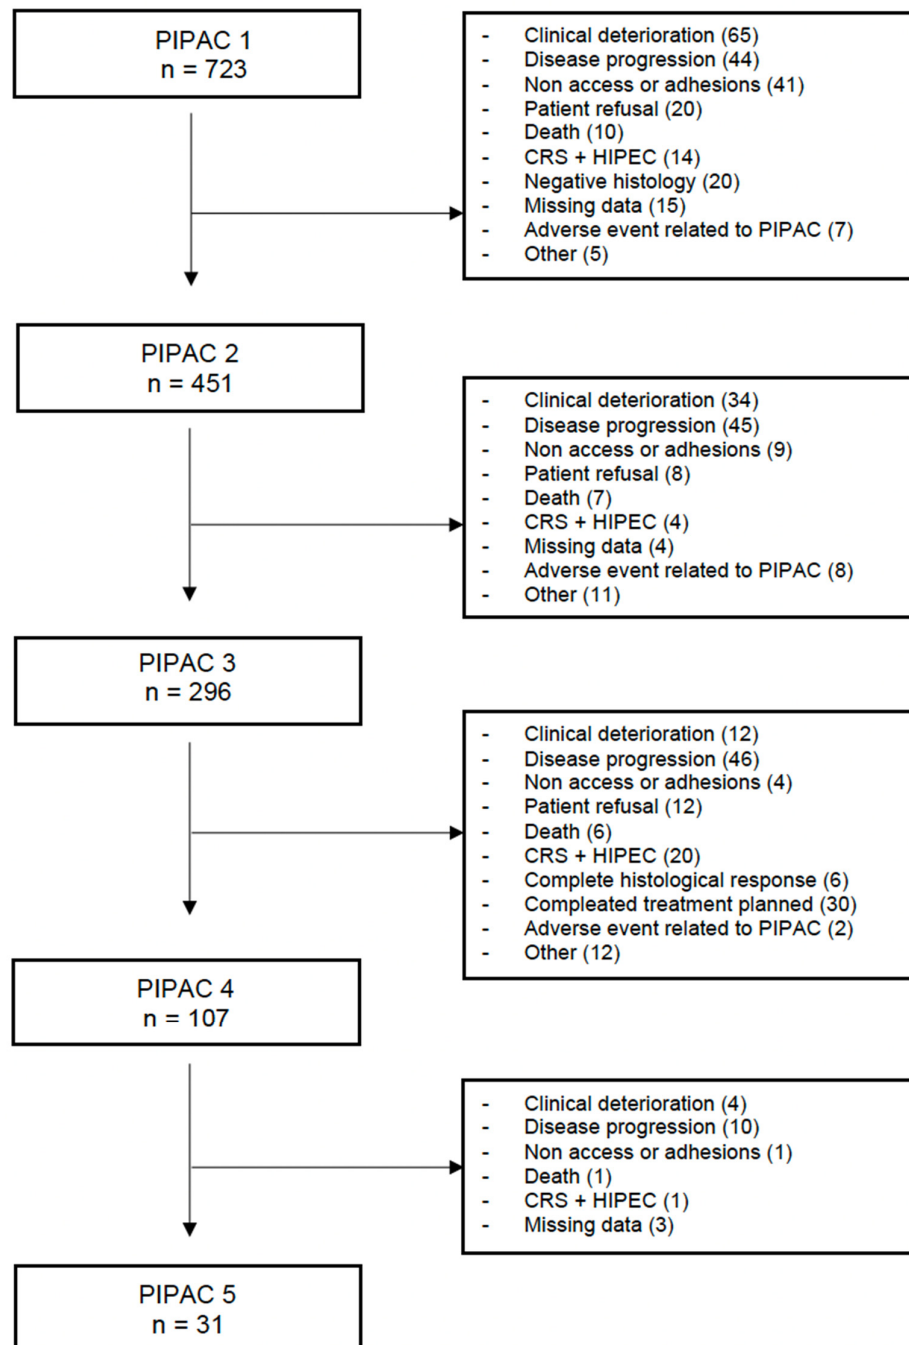 PIPAC 1
n = 723
- Clinical deterioration (65)
- Disease progression (44)
- Non access or adhesions (41)
- Patient refusal (20)
- Death (10)
- CRS + HIPEC (14)
- Negative histology (20)
- Missing data (15)
- Adverse event related to PIPAC (7)
- Other (5)
PIPAC 2
n = 451
- Clinical deterioration (34)
- Disease progression (45)
- Non access or adhesions (9)
- Patient refusal (8)
- Death (7)
- CRS + HIPEC (4)
- Missing data (4)
- Adverse event related to PIPAC (8)
- Other (11)
PIPAC 3
n = 296
- Clinical deterioration (12)
- Disease progression (46)
- Non access or adhesions (4)
- Patient refusal (12)
- Death (6)
- CRS + HIPEC (20)
- Complete histological response (6)
- Compleated treatment planned (30)
- Adverse event related to PIPAC (2)
- Other (12)
PIPAC 4
n = 107
- Clinical deterioration (4)
- Disease progression (10)
- Non access or adhesions (1)
- Death (1)
- CRS + HIPEC (1)
- Missing data (3)
PIPAC 5
n = 31